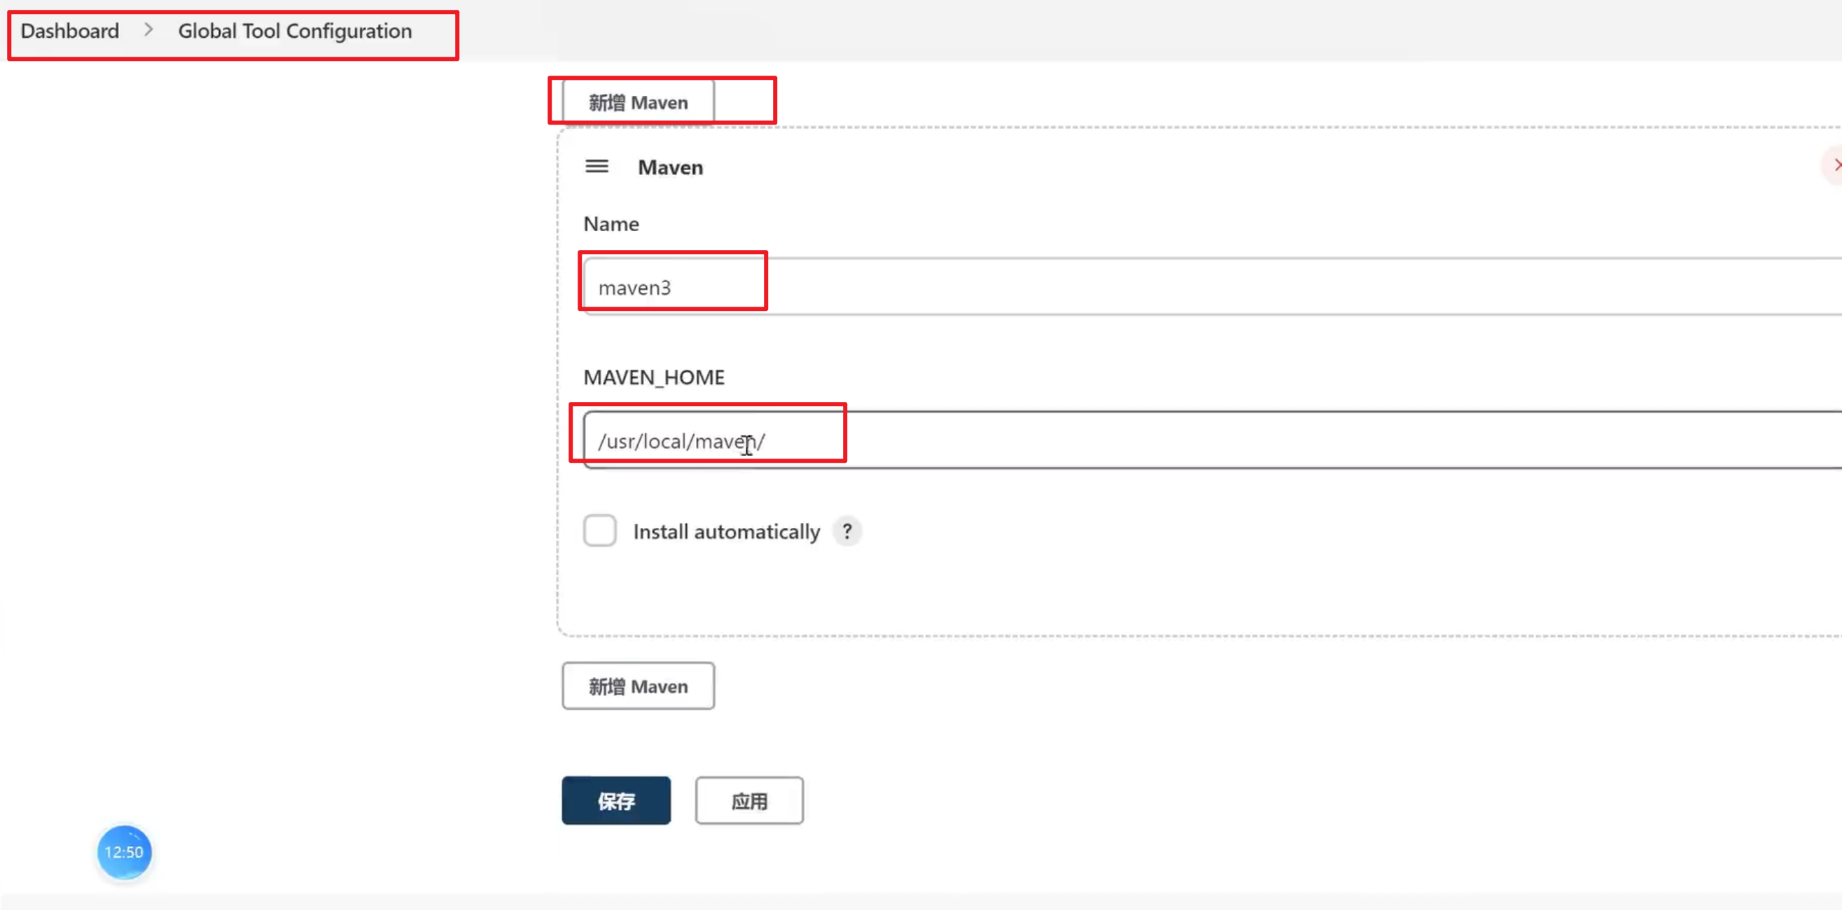 Dashboard > Global Tool Configuration
新增 Maven
Maven
Name
maven3
MAVEN_HOME
/usr/local/maven/
Install automatically ?
新增 Maven
保存 应用
12:50